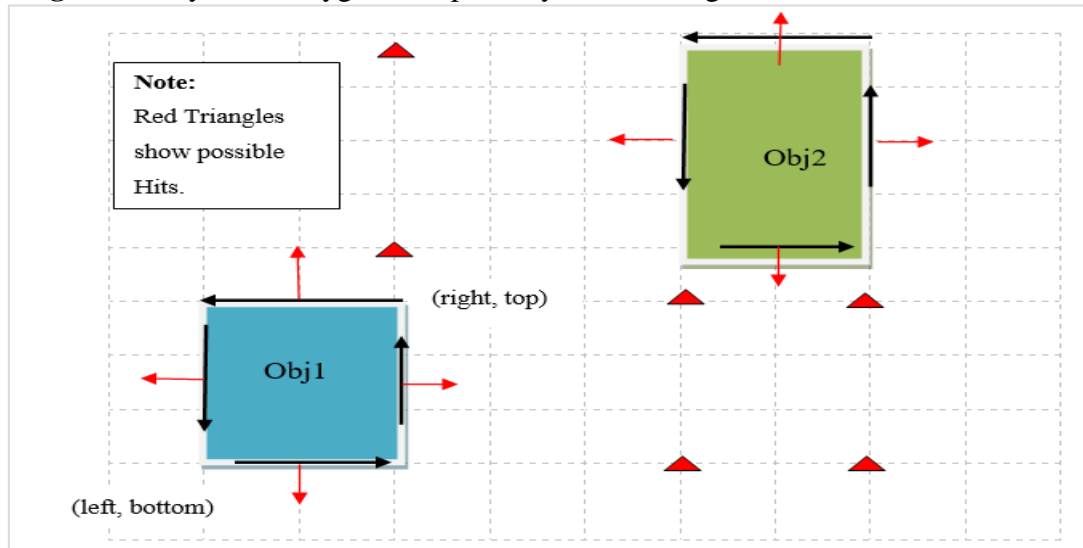 Note:
Red Triangles
show possible
Hits.
Obj2
(right, top)
Obj1
(left, bottom)